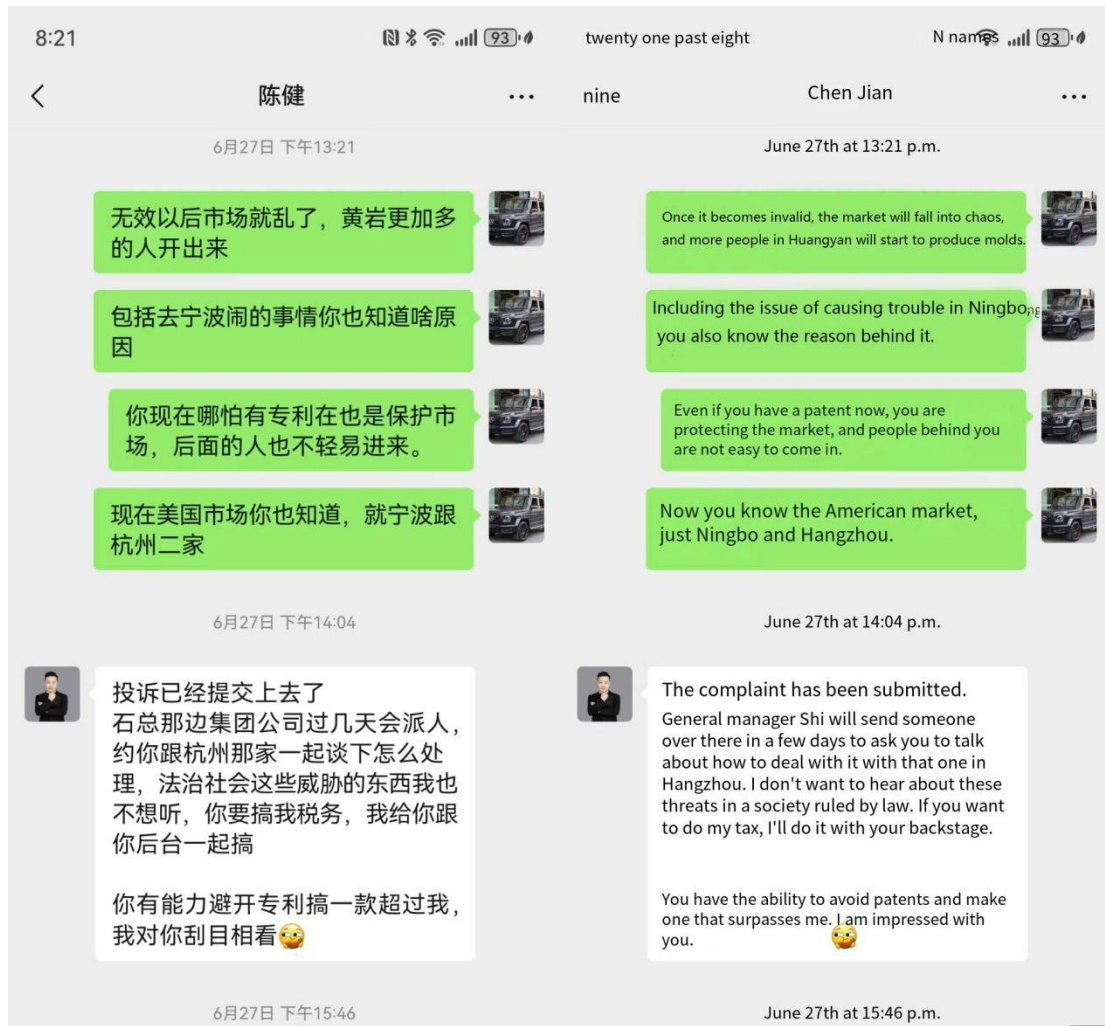 8:21
93
陈健
6月27日 下午13:21
无效以后市场就乱了，黄岩更加多
的人开出来
包括去宁波闹的事情你也知道啥原
因
你现在哪怕有专利在也是保护市
场，后面的人也不轻易进来。
现在美国市场你也知道，就宁波跟
杭州二家
6月27日 下午14:04
投诉已经提交上去了
石总那边集团公司过几天会派人，
约你跟杭州那家一起谈下怎么处
理，法治社会这些威胁的东西我也
不想听，你要搞我税务，我给你跟
你后台一起搞
你有能力避开专利搞一款超过我，
我对你刮目相看
6月27日 下午15:46
twenty one past eight
N names
93
nine
Chen Jian
June 27th at 13:21 p.m.
Once it becomes invalid, the market will fall into chaos,
and more people in Huangyan will start to produce molds.
Including the issue of causing trouble in Ningbo,
you also know the reason behind it.
Even if you have a patent now, you are
protecting the market, and people behind you
are not easy to come in.
Now you know the American market,
just Ningbo and Hangzhou.
June 27th at 14:04 p.m.
The complaint has been submitted.
General manager Shi will send someone
over there in a few days to ask you to talk
about how to deal with it with that one in
Hangzhou. I don't want to hear about these
threats in a society ruled by law. If you want
to do my tax, I'll do it with your backstage.
You have the ability to avoid patents and make
one that surpasses me. I am impressed with
you.
June 27th at 15:46 p.m.